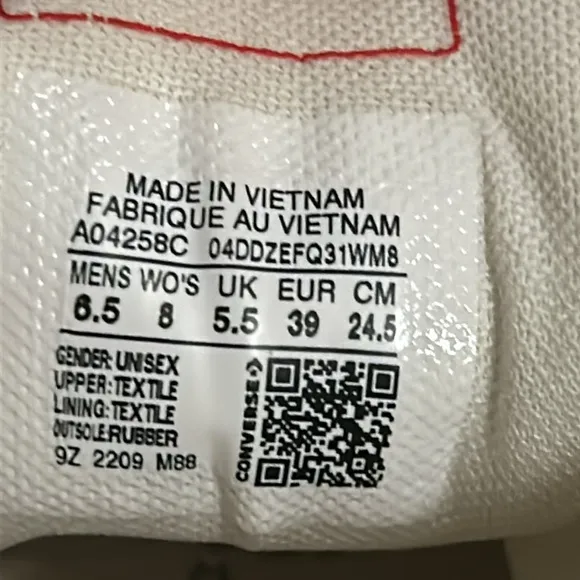 MADE IN VIETNAM
FABRIQUE AU VIETNAM
A04258C 04DDZEFQ31WM8
MENS WO'S UK EUR CM
6.5 8 5.5 39 24.5
GENDER: UNISEX
UPPER: TEXTILE
LINING: TEXTILE
OUTSOLE: RUBBER
9Z 2209 M88
CONVERSE